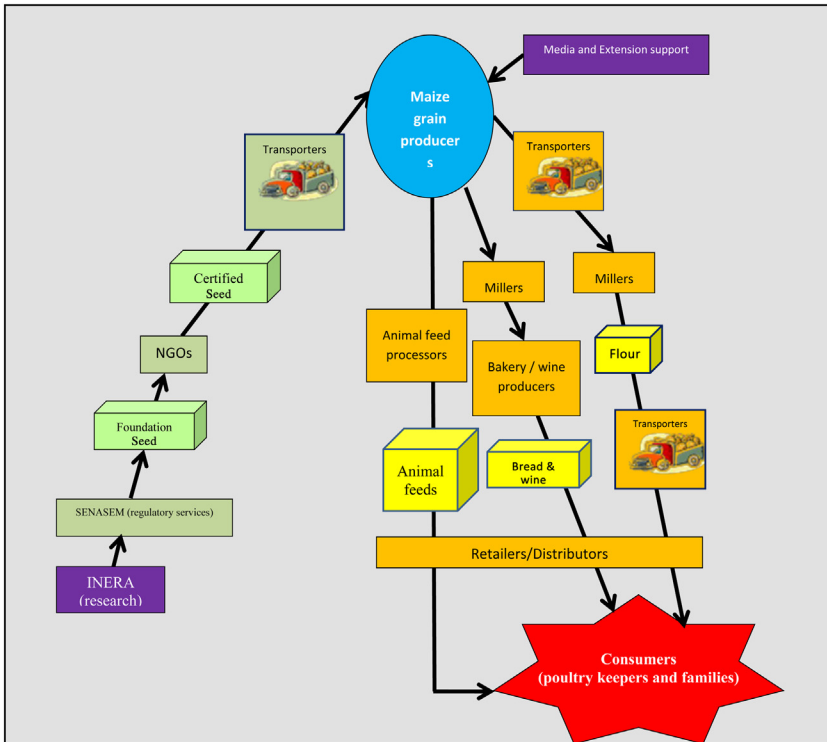 Media and Extension support
Maize
grain
producer
s
Transporters
Transporters
Certified
Seed
Millers
Millers
NGOs
Animal feed
processors
Bakery / wine
producers
Flour
Foundation
Seed
Transporters
Animal
feeds
Bread &
wine
SENASEM (regulatory services)
Retailers/Distributors
INERA
(research)
Consumers
(poultry keepers and families)